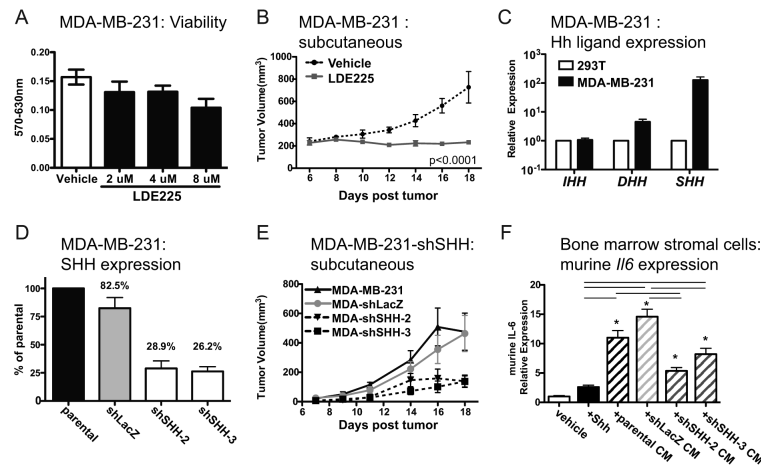 A
MDA-MB-231: Viability
570-630nm
0.20
0.15
0.10
0.05
0.00
Vehicle
2 uM
4 uM
8 uM
LDE225
B
MDA-MB-231 :
subcutaneous
Vehicle
LDE225
Tumor Volume(mm³)
1000
800
600
400
200
0
p<0.0001
6 8 10 12 14 16 18
Days post tumor
C
MDA-MB-231 :
Hh ligand expression
293T
MDA-MB-231
Relative Expression
10³
10²
10¹
10⁰
10⁻¹
IHH
DHH
SHH
D
MDA-MB-231:
SHH expression
% of parental
100
75
50
25
0
82.5%
28.9%
26.2%
parental
shLacZ
shSHH-2
shSHH-3
E
MDA-MB-231-shSHH:
subcutaneous
MDA-MB-231
MDA-shLacZ
MDA-shSHH-2
MDA-shSHH-3
Tumor Volume(mm³)
800
600
400
200
0
7 8 9 10 11 12 13 14 15 16 17 18
Days post tumor
F
Bone marrow stromal cells:
murine Il6 expression
murine IL-6
Relative Expression
20
15
10
5
0
* * * *
vehicle
+Shh
+parental CM
+shLacZ CM
+shSHH-2 CM
+shSHH-3 CM